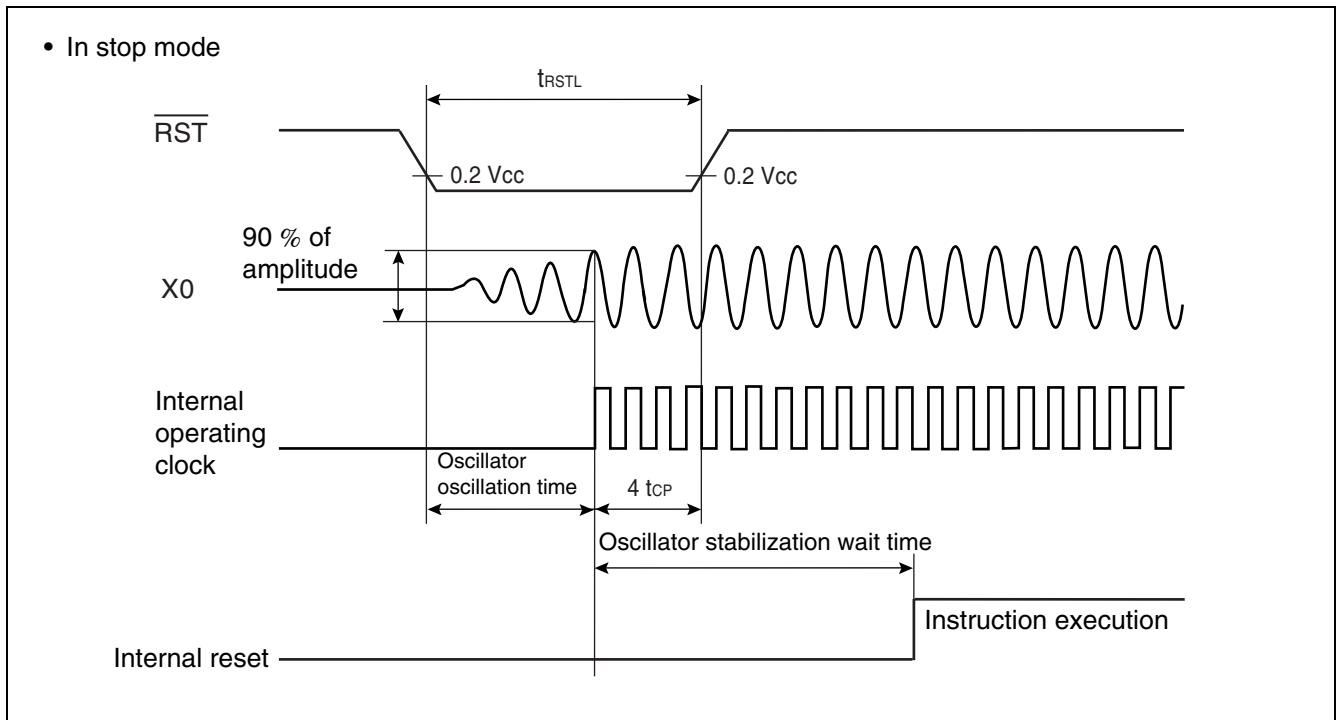 • In stop mode
tRSTL
RST
0.2 Vcc
0.2 Vcc
90 % of
amplitude
X0
Internal
operating
clock
Oscillator
oscillation time
4 tCP
Oscillator stabilization wait time
Instruction execution
Internal reset